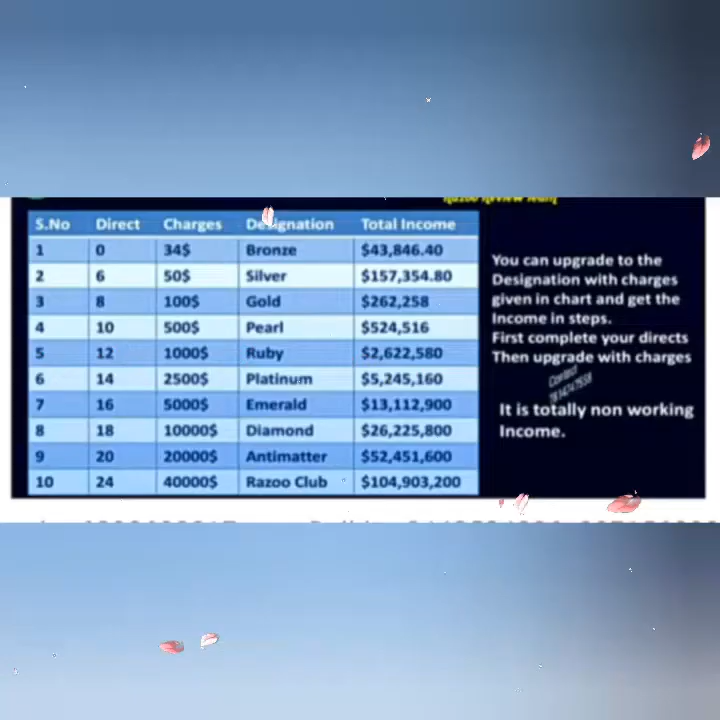 S.No Direct Charges Designation Total Income
1 0 34$ Bronze $43,846.40
2 6 50$ Silver $157,354.80
3 8 100$ Gold $262,258
4 10 500$ Pearl $524,516
5 12 1000$ Ruby $2,622,580
6 14 2500$ Platinum $5,245,160
7 16 5000$ Emerald $13,112,900
8 18 10000$ Diamond $26,225,800
9 20 20000$ Antimatter $52,451,600
10 24 40000$ Razoo Club $104,903,200
You can upgrade to the
Designation with charges
given in chart and get the
Income in steps.
First complete your directs
Then upgrade with charges
Contact
It is totally non working
Income.